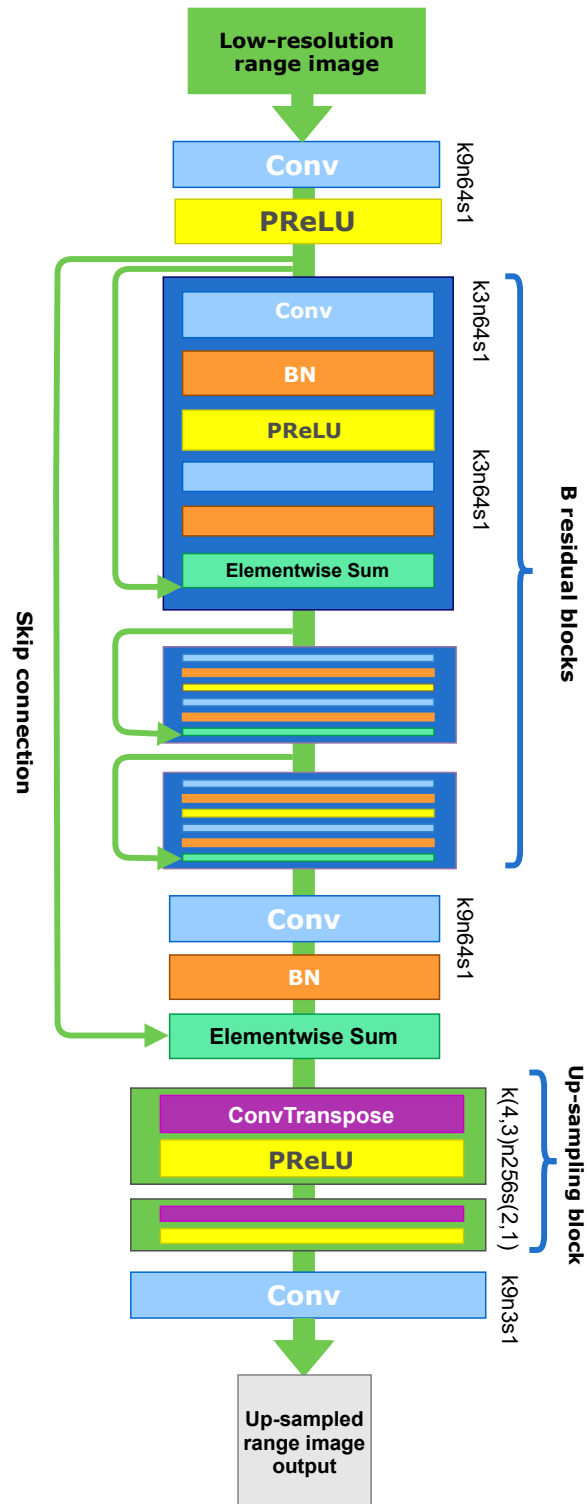 Low-resolution
range image
Conv
k9n64s1
PReLU
Conv
k3n64s1
BN
PReLU
k3n64s1
Elementwise Sum
B residual blocks
Skip connection
Conv
k9n64s1
BN
Elementwise Sum
ConvTranspose
PReLU
k(4,3)n256s(2,1)
Up-sampling
block
Conv
k9n3s1
Up-sampled
range image
output